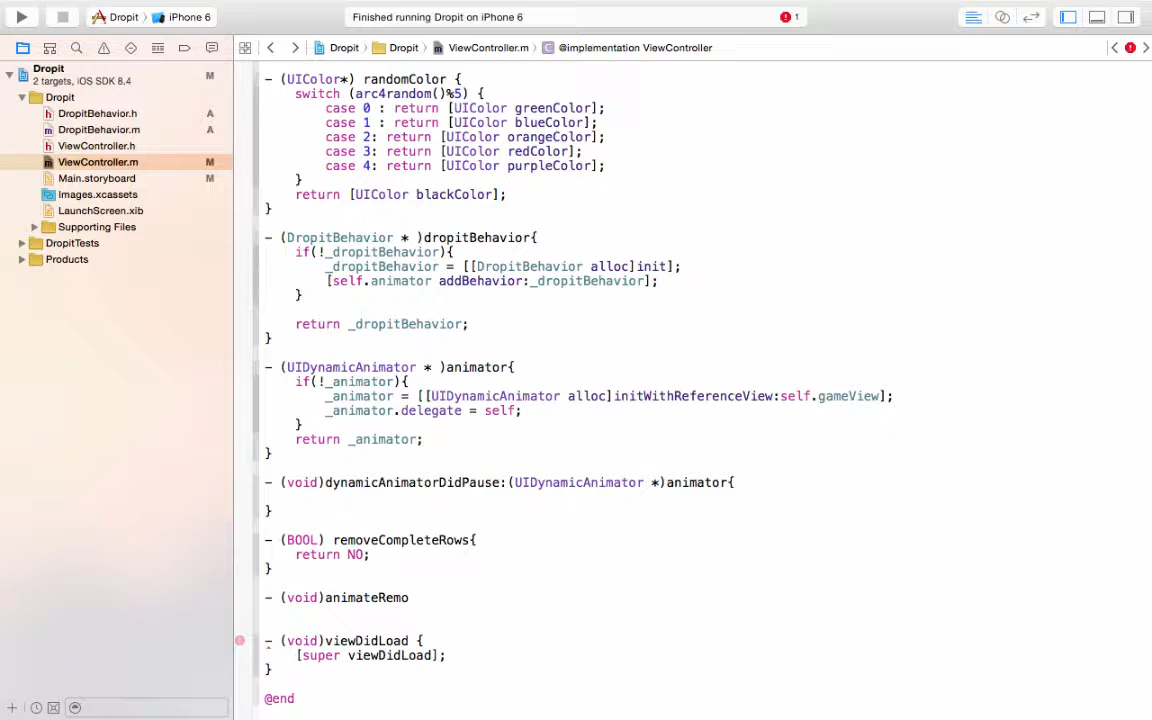 Dropit iPhone 6
Finished running Dropit on iPhone 6
1
Dropit Dropit ViewController.m C @implementation ViewController
Dropit M
2 targets, iOS SDK 8.4
Dropit
h DropitBehavior.h A
m DropitBehavior.m A
h ViewController.h
m ViewController.m M
Main.storyboard M
Images.xcassets
LaunchScreen.xib
Supporting Files
DropitTests
Products
- (UIColor*) randomColor {
switch (arc4random()%5) {
case 0 : return [UIColor greenColor];
case 1 : return [UIColor blueColor];
case 2: return [UIColor orangeColor];
case 3: return [UIColor redColor];
case 4: return [UIColor purpleColor];
}
return [UIColor blackColor];
}
- (DropitBehavior * )dropitBehavior{
if(!_dropitBehavior){
_dropitBehavior = [[DropitBehavior alloc]init];
[self.animator addBehavior:_dropitBehavior];
}
return _dropitBehavior;
}
- (UIDynamicAnimator * )animator{
if(!_animator){
_animator = [[UIDynamicAnimator alloc]initWithReferenceView:self.gameView];
_animator.delegate = self;
}
return _animator;
}
- (void)dynamicAnimatorDidPause:(UIDynamicAnimator *)animator{
}
- (BOOL) removeCompleteRows{
return NO;
}
- (void)animateRemo
- (void)viewDidLoad {
[super viewDidLoad];
}
@end